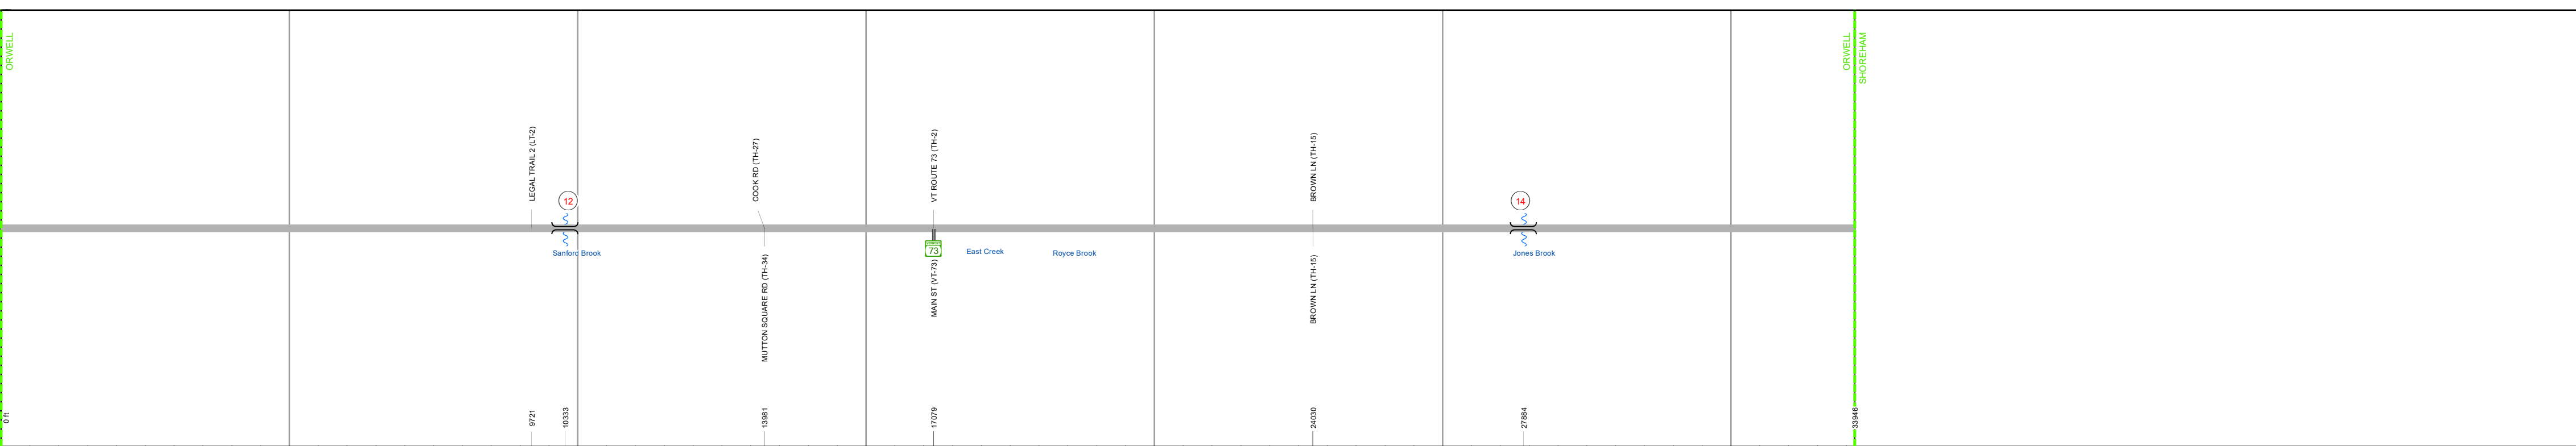 ORWELL
ORWELL
SHOREHAM
LEGAL TRAIL 2 (LT-2)
COOK RD (TH-27)
VT ROUTE 73 (TH-2)
BROWN LN (TH-15)
12
14
Sanford Brook
73
East Creek
Royce Brook
Jones Brook
MUTTON SQUARE RD (TH-34)
MAIN ST (VT-73)
BROWN LN (TH-15)
0 ft
9721
10333
13981
17079
24030
27884
33946